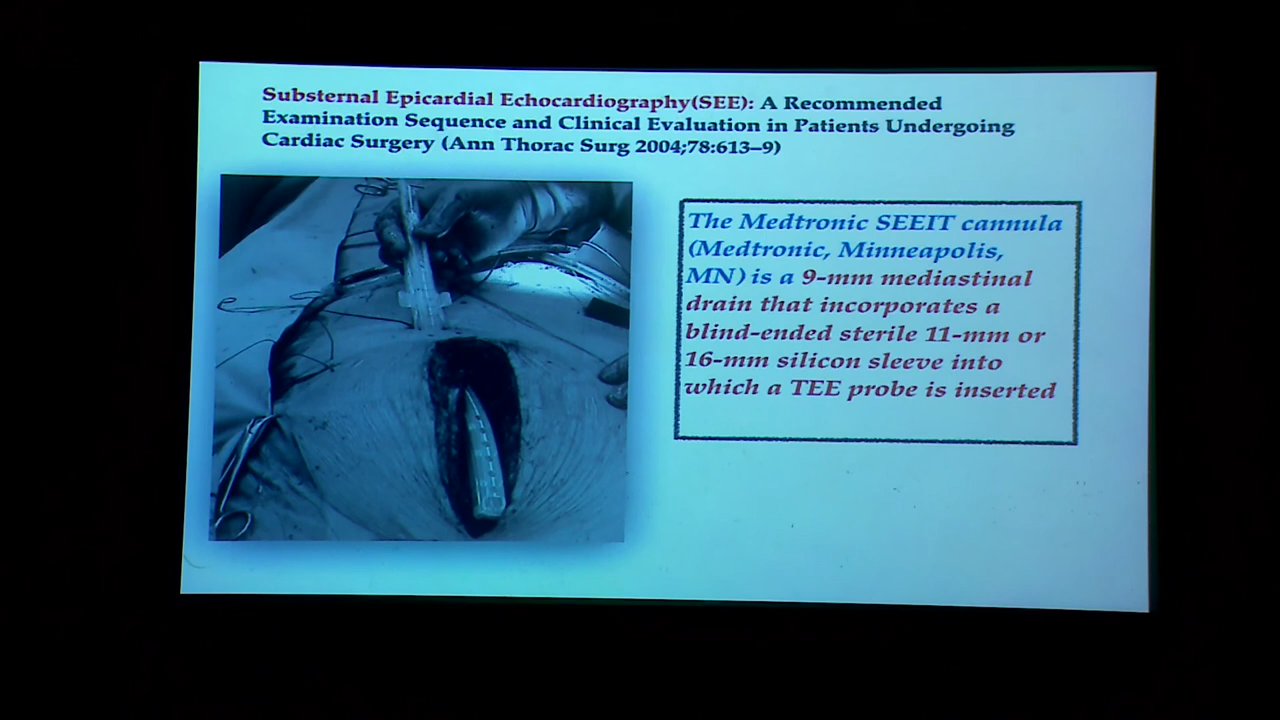 Substernal Epicardial Echocardiography(SEE): A Recommended
Examination Sequence and Clinical Evaluation in Patients Undergoing
Cardiac Surgery (Ann Thorac Surg 2004;78:613–9)
The Medtronic SEEIT cannula
(Medtronic, Minneapolis,
MN) is a 9-mm mediastinal
drain that incorporates a
blind-ended sterile 11-mm or
16-mm silicon sleeve into
which a TEE probe is inserted